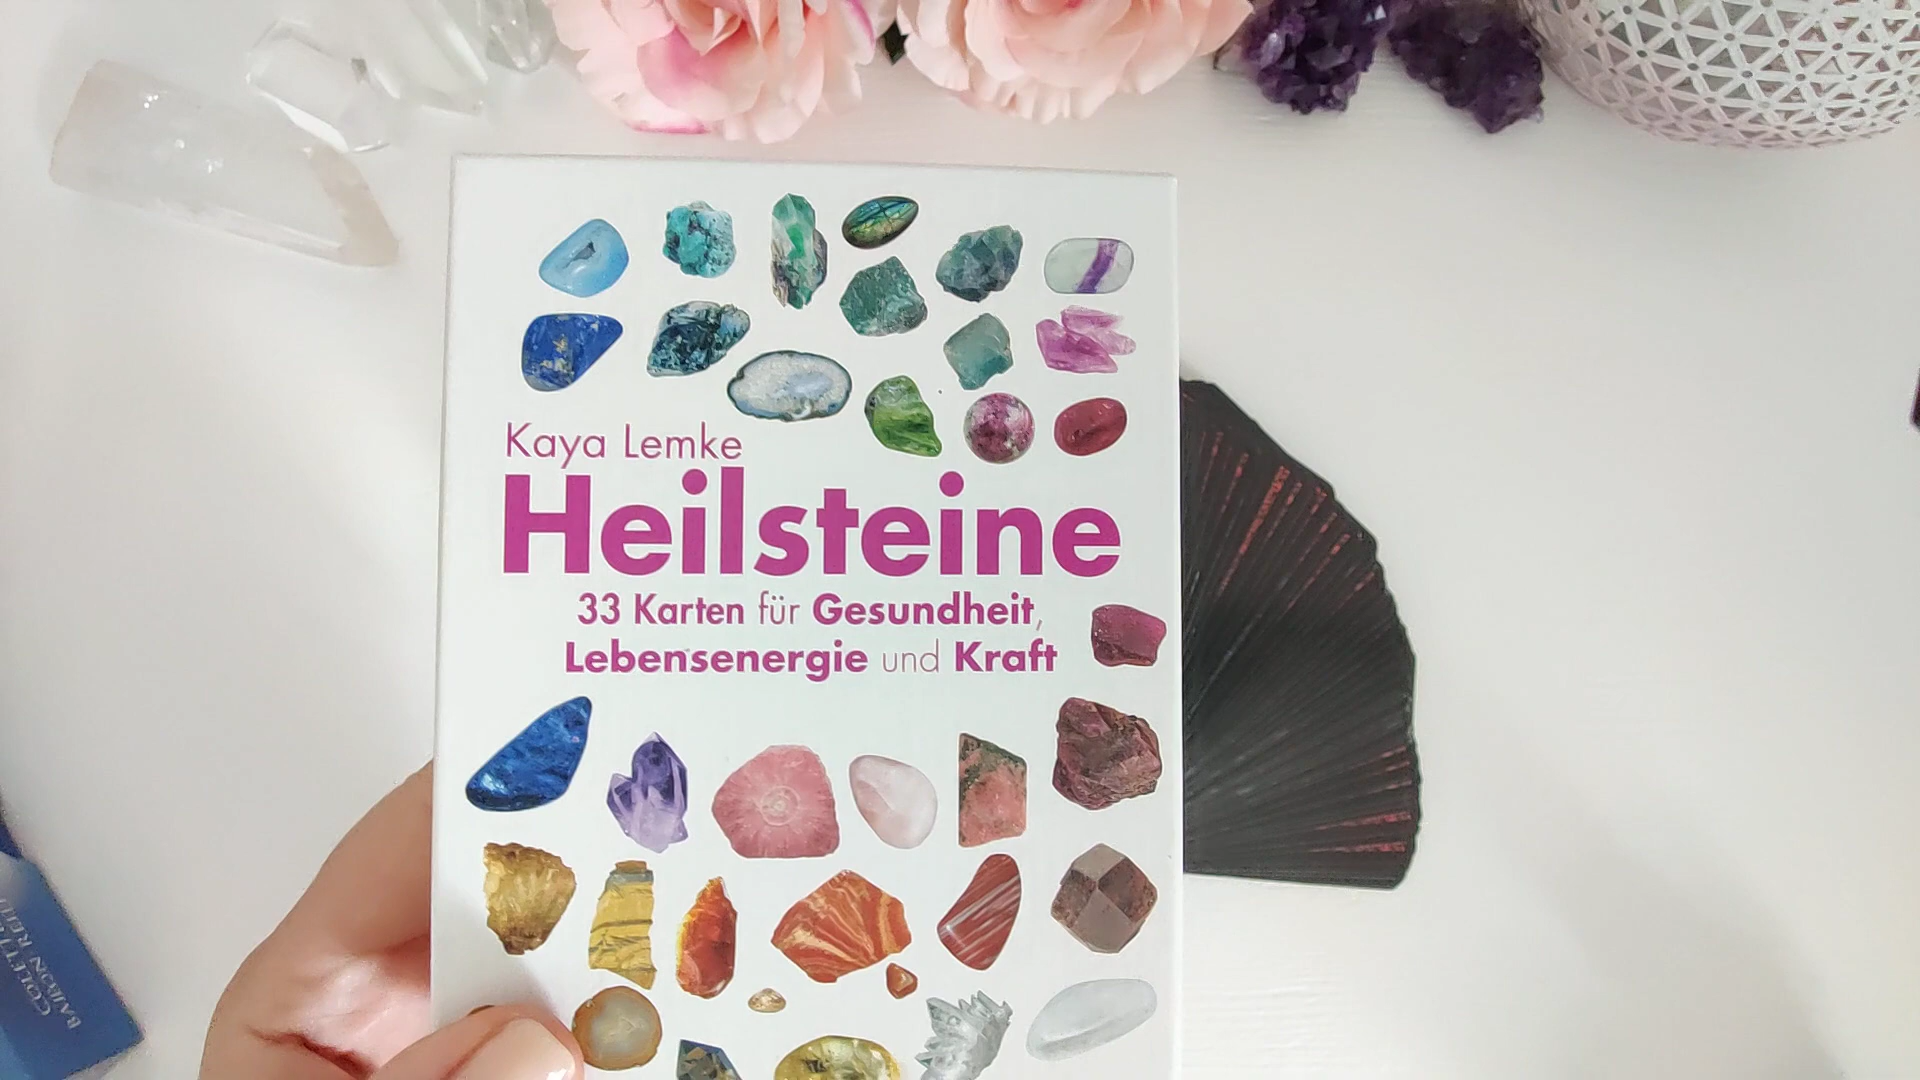 Kaya Lemke
Heilsteine
33 Karten für Gesundheit,
Lebensenergie und Kraft